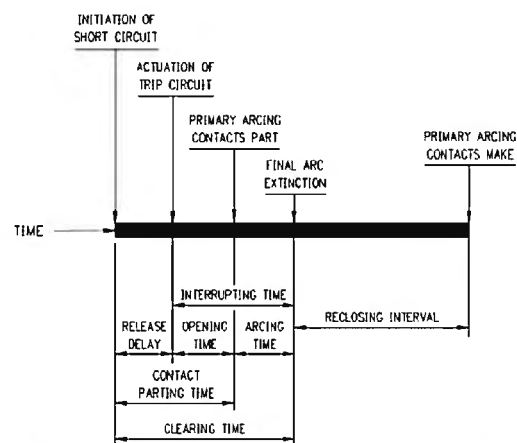 INITIATION OF
SHORT CIRCUIT
ACTUATION OF
TRIP CIRCUIT
PRIMARY ARCING
CONTACTS PART
FINAL ARC
EXTINCTION
PRIMARY ARCING
CONTACTS MAKE
TIME
INTERRUPTING TIME
RECLOSING INTERVAL
RELEASE
DELAY
OPENING
TIME
ARCING
TIME
CONTACT
PARTING TIME
CLEARING TIME